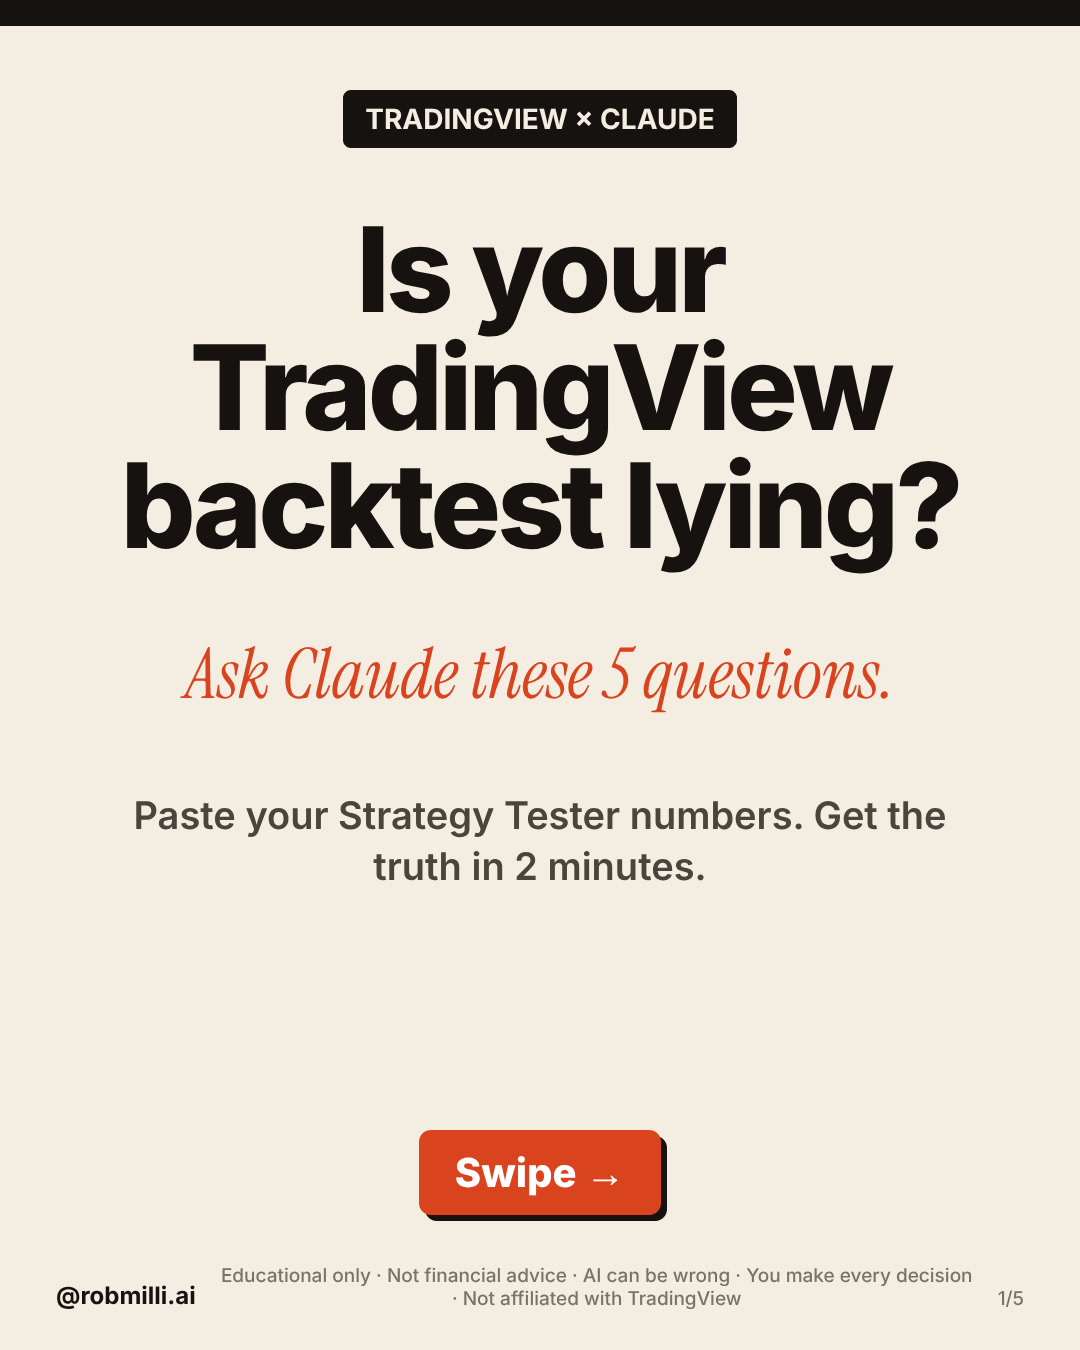 TRADINGVIEW × CLAUDE
Is your
TradingView
backtest lying?
Ask Claude these 5 questions.
Paste your Strategy Tester numbers. Get the
truth in 2 minutes.
Swipe →
@robmilli.ai
Educational only · Not financial advice · AI can be wrong · You make every decision
· Not affiliated with TradingView
1/5